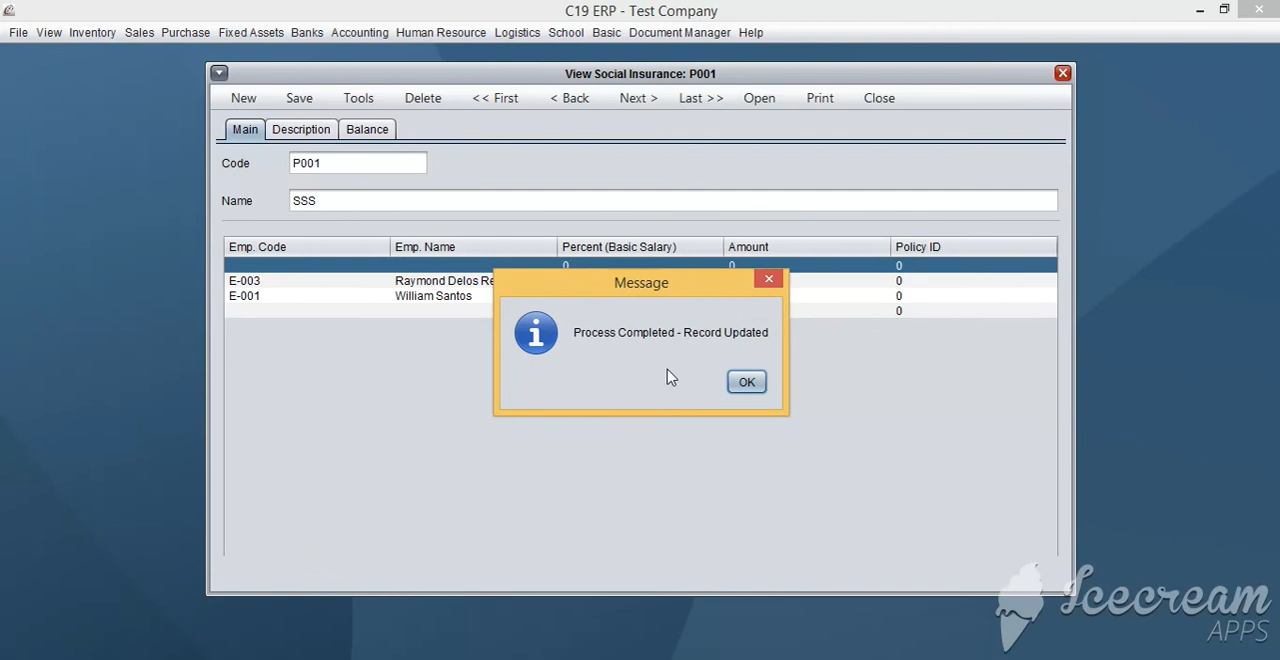 C19 ERP - Test Company
File View Inventory Sales Purchase Fixed Assets Banks Accounting Human Resource Logistics School Basic Document Manager Help
View Social Insurance: P001
New Save Tools Delete << First < Back Next > Last >> Open Print Close
Main Description Balance
Code P001
Name SSS
Emp. Code Emp. Name Percent (Basic Salary) Amount Policy ID
0 0 0
E-003 Raymond Delos Re 0
E-001 William Santos 0
0
Message
Process Completed - Record Updated
OK
Icecream
APPS